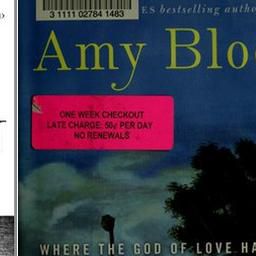 3 1111 02784 1483
ES bestselling autho
Amy Bloo
ONE WEEK CHECKOUT
LATE CHARGE: 50¢ PER DAY
NO RENEWALS
WHERE THE GOD OF LOVE HA